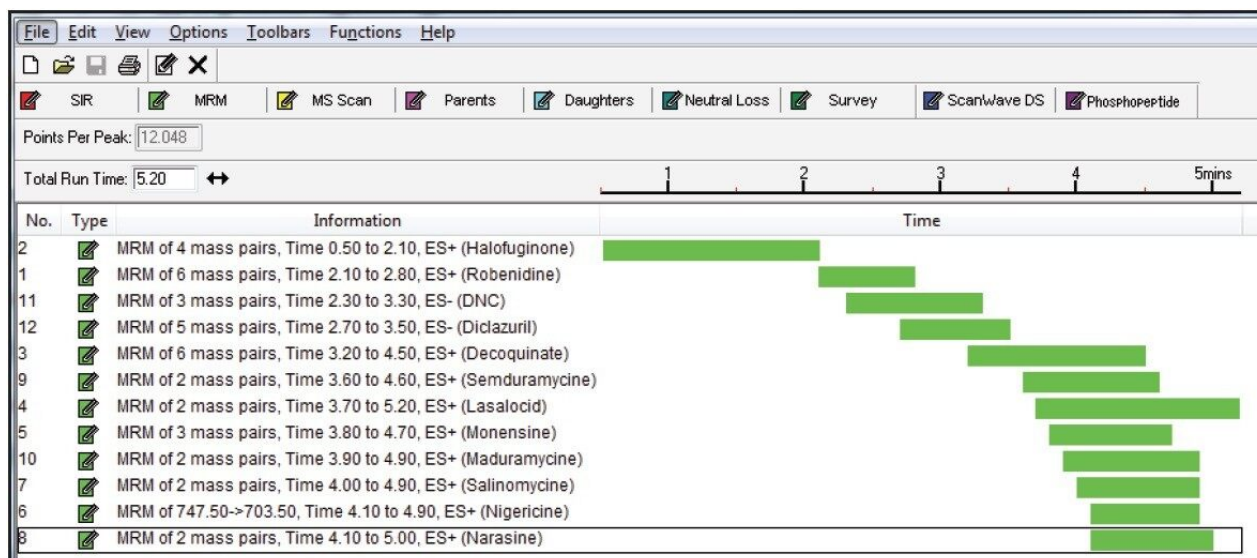 File Edit View Options Toolbars Functions Help
SIR MRM MS Scan Parents Daughters Neutral Loss Survey ScanWave DS Phosphopeptide
Points Per Peak: 12.048
Total Run Time: 5.20 1 2 3 4 5mins
No. Type Information Time
2 MRM of 4 mass pairs, Time 0.50 to 2.10, ES+ (Halofuginone)
1 MRM of 6 mass pairs, Time 2.10 to 2.80, ES+ (Robenidine)
11 MRM of 3 mass pairs, Time 2.30 to 3.30, ES- (DNC)
12 MRM of 5 mass pairs, Time 2.70 to 3.50, ES- (Diclazuril)
3 MRM of 6 mass pairs, Time 3.20 to 4.50, ES+ (Decoquinate)
9 MRM of 2 mass pairs, Time 3.60 to 4.60, ES+ (Semduramycine)
4 MRM of 2 mass pairs, Time 3.70 to 5.20, ES+ (Lasalocid)
5 MRM of 3 mass pairs, Time 3.80 to 4.70, ES+ (Monensine)
10 MRM of 2 mass pairs, Time 3.90 to 4.90, ES+ (Maduramycine)
7 MRM of 2 mass pairs, Time 4.00 to 4.90, ES+ (Salinomycine)
6 MRM of 747.50->703.50, Time 4.10 to 4.90, ES+ (Nigericine)
8 MRM of 2 mass pairs, Time 4.10 to 5.00, ES+ (Narasine)